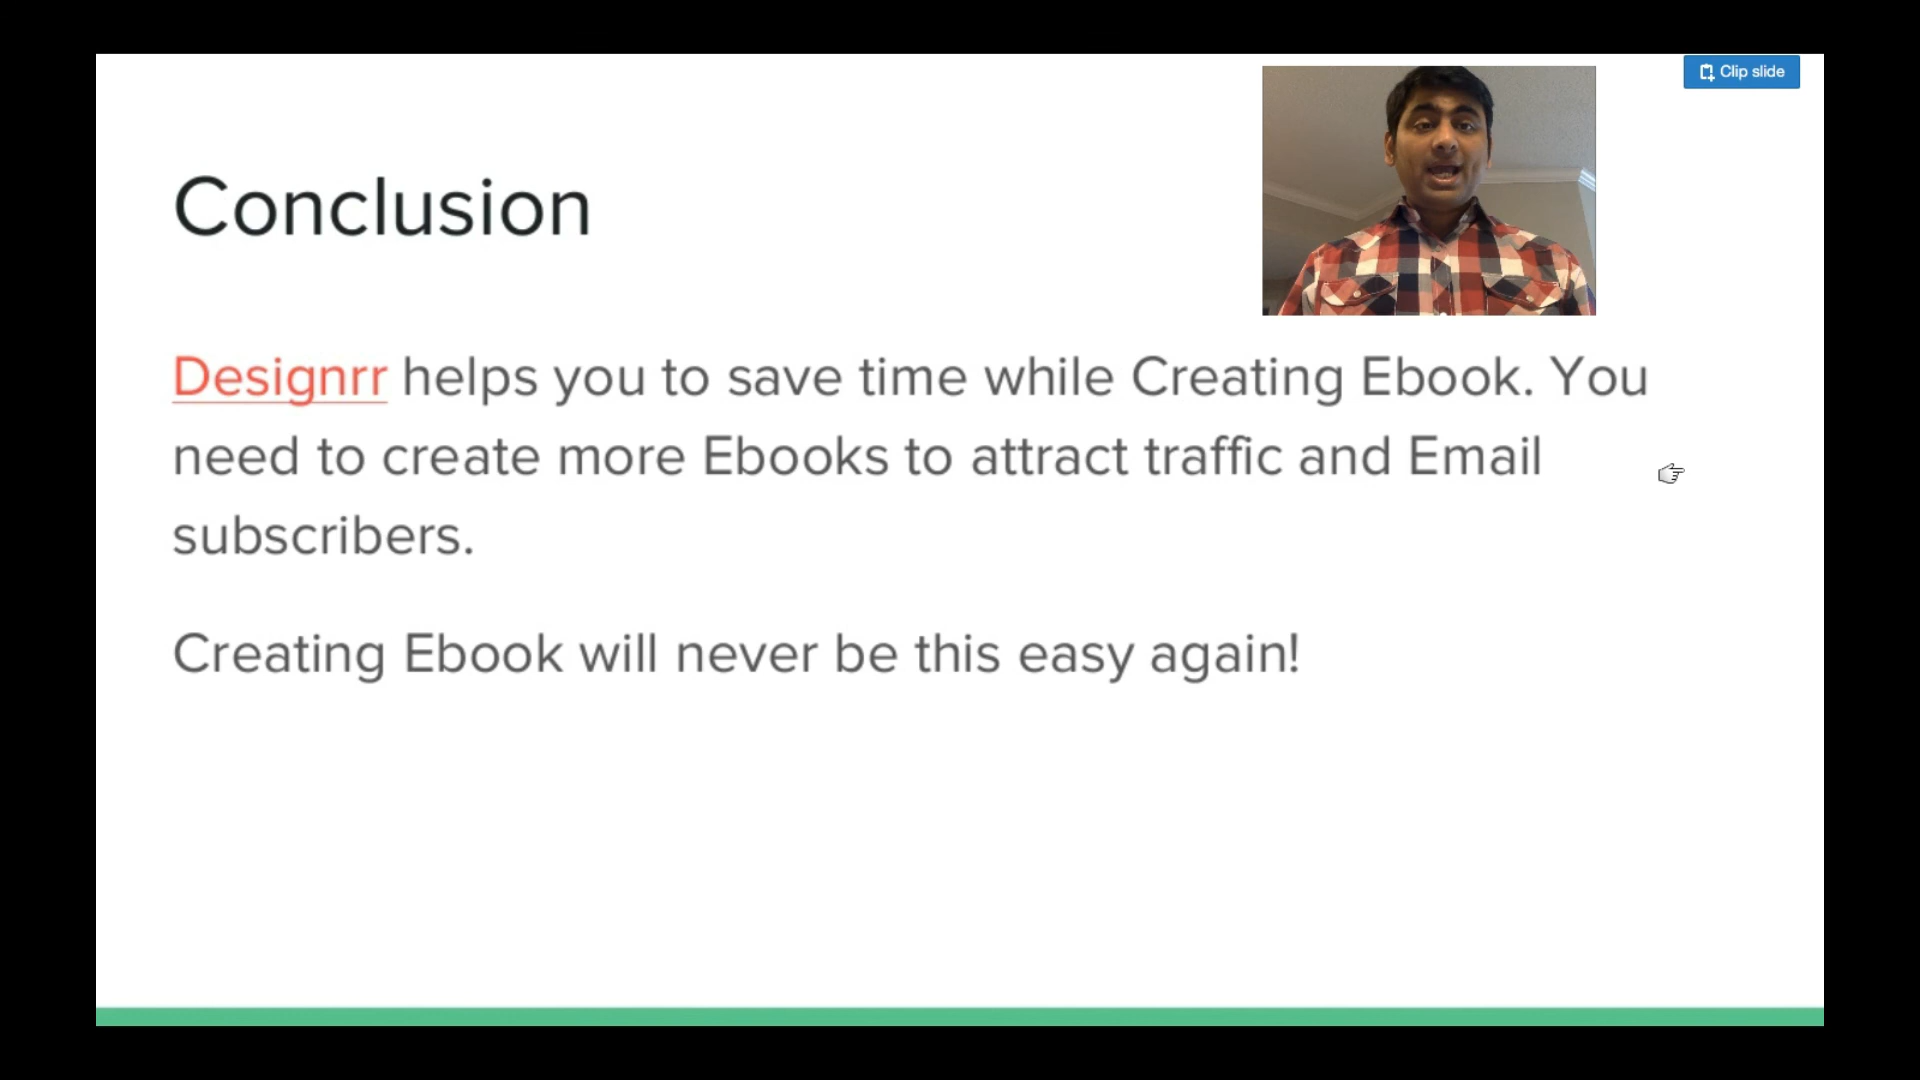 Clip slide
Conclusion
Designrr helps you to save time while Creating Ebook. You
need to create more Ebooks to attract traffic and Email
subscribers.
Creating Ebook will never be this easy again!